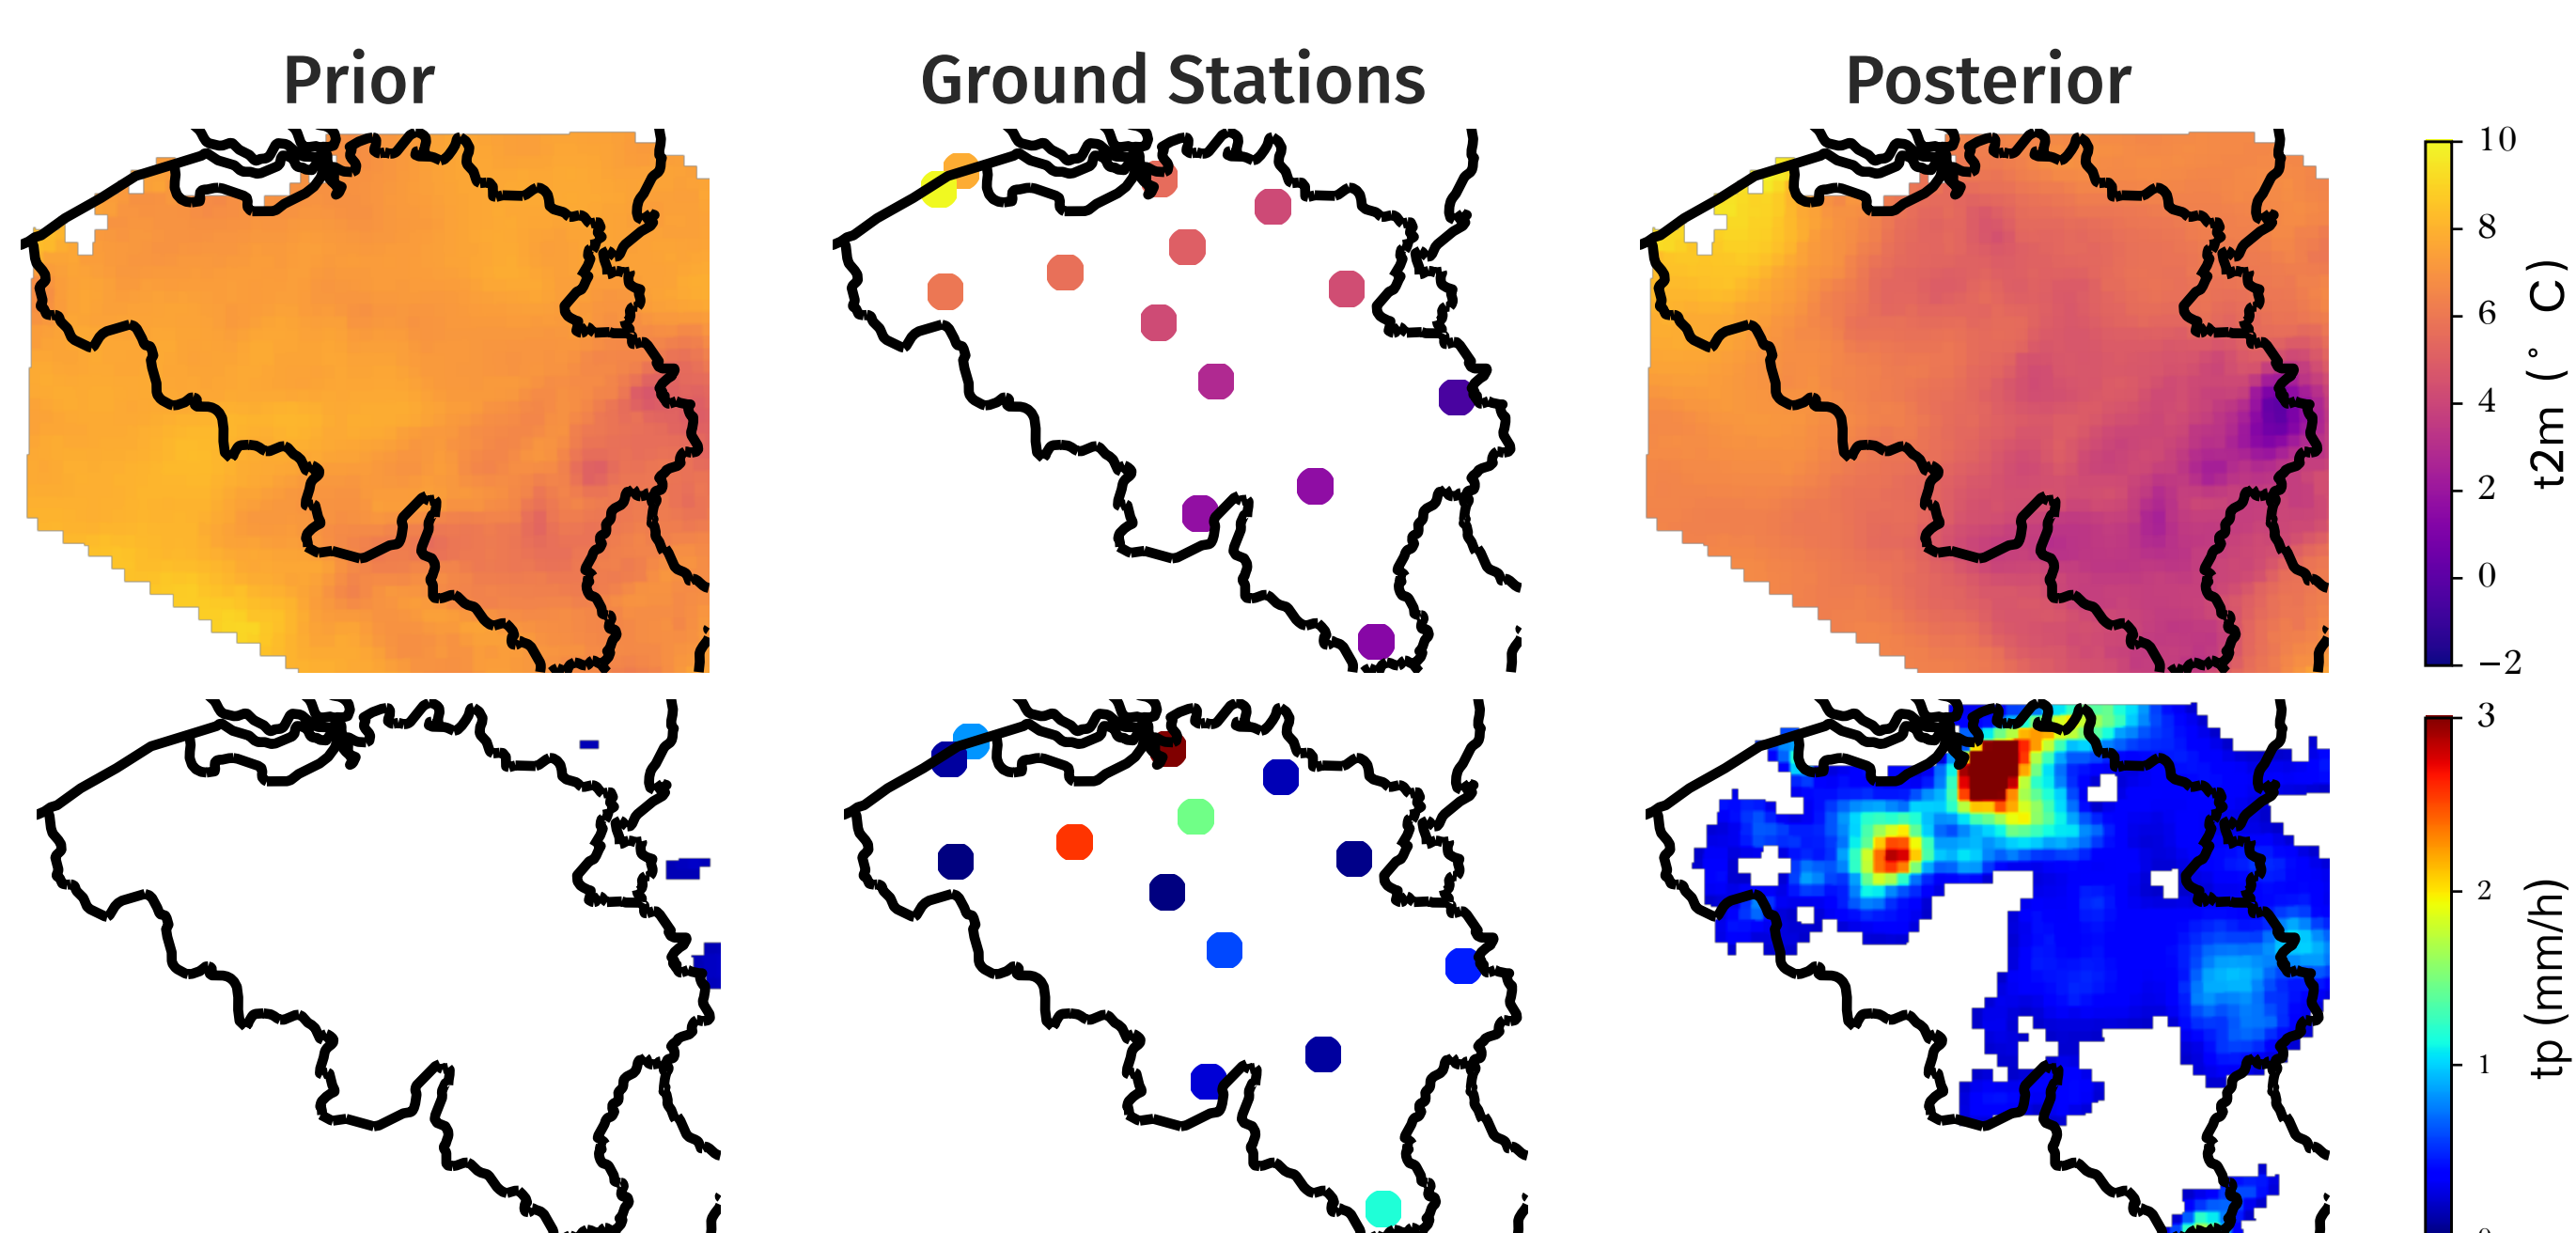 Prior
Ground Stations
Posterior
10
8
6
4
2
0
−2
t2m (° C)
3
2
1
tp (mm/h)